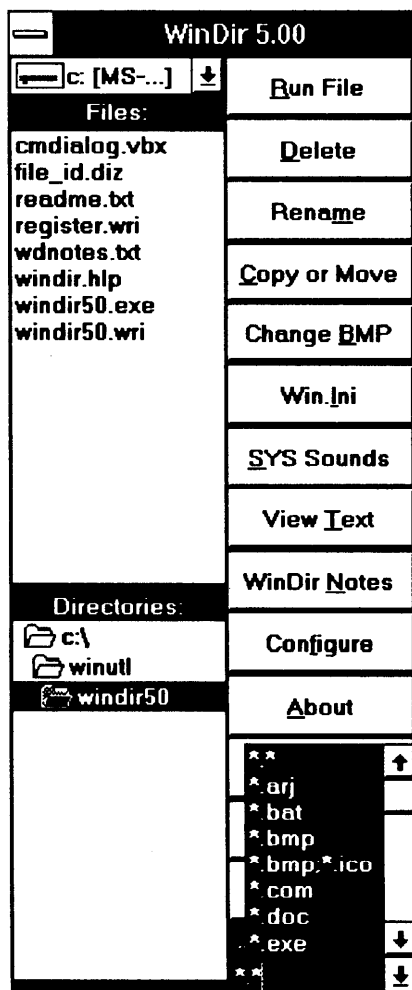 WinDir 5.00
c: [MS-...]
Files:
cmdialog.vbx
file_id.diz
readme.txt
register.wri
wdnotes.txt
windir.hlp
windir50.exe
windir50.wri
Directories:
c:\
winutl
windir50
Run File
Delete
Rename
Copy or Move
Change BMP
Win.Ini
SYS Sounds
View Text
WinDir Notes
Configure
About
*.*
*.arj
*.bat
*.bmp
*.bmp;*.ico
*.com
*.doc
*.exe
*.*